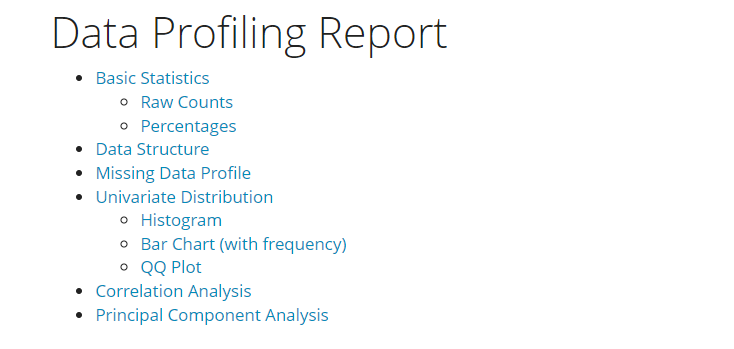 Data Profiling Report
Basic Statistics
Raw Counts
Percentages
Data Structure
Missing Data Profile
Univariate Distribution
Histogram
Bar Chart (with frequency)
QQ Plot
Correlation Analysis
Principal Component Analysis